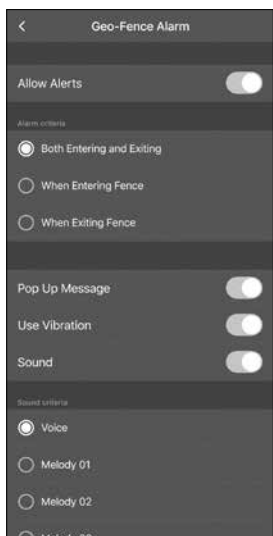 Geo-Fence Alarm
Allow Alerts
Alarm criteria
Both Entering and Exiting
When Entering Fence
When Exiting Fence
Pop Up Message
Use Vibration
Sound
Sound criteria
Voice
Melody 01
Melody 02